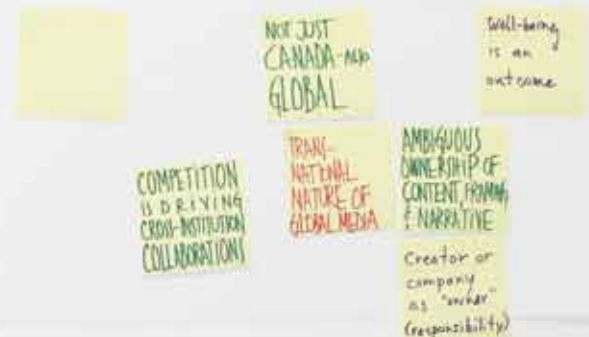 NOT JUST
CANADA - ALSO
GLOBAL
Well-being
is an
outcome
COMPETITION
IS DRIVING
CROSS-INSTITUTION
COLLABORATIONS
TRANS-
NATIONAL
NATURE OF
GLOBAL MEDIA
AMBIGUOUS
OWNERSHIP OF
CONTENT, FRAMING
& NARRATIVE
Creator or
company
as "owner"
(responsibility)